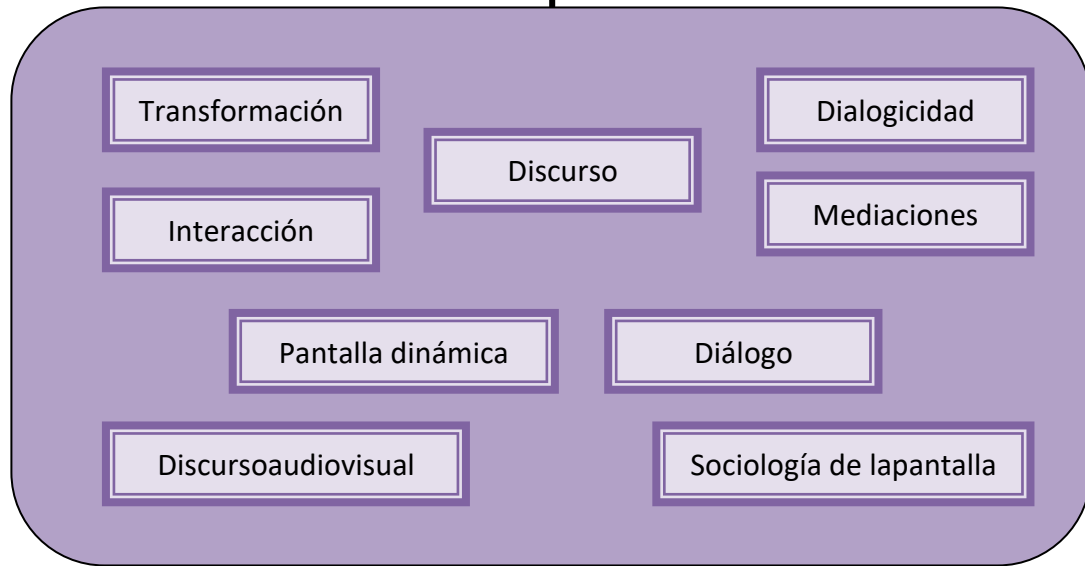 Transformación
Dialogicidad
Discurso
Interacción
Mediaciones
Pantalla dinámica
Diálogo
Discursoaudiovisual
Sociología de lapantalla